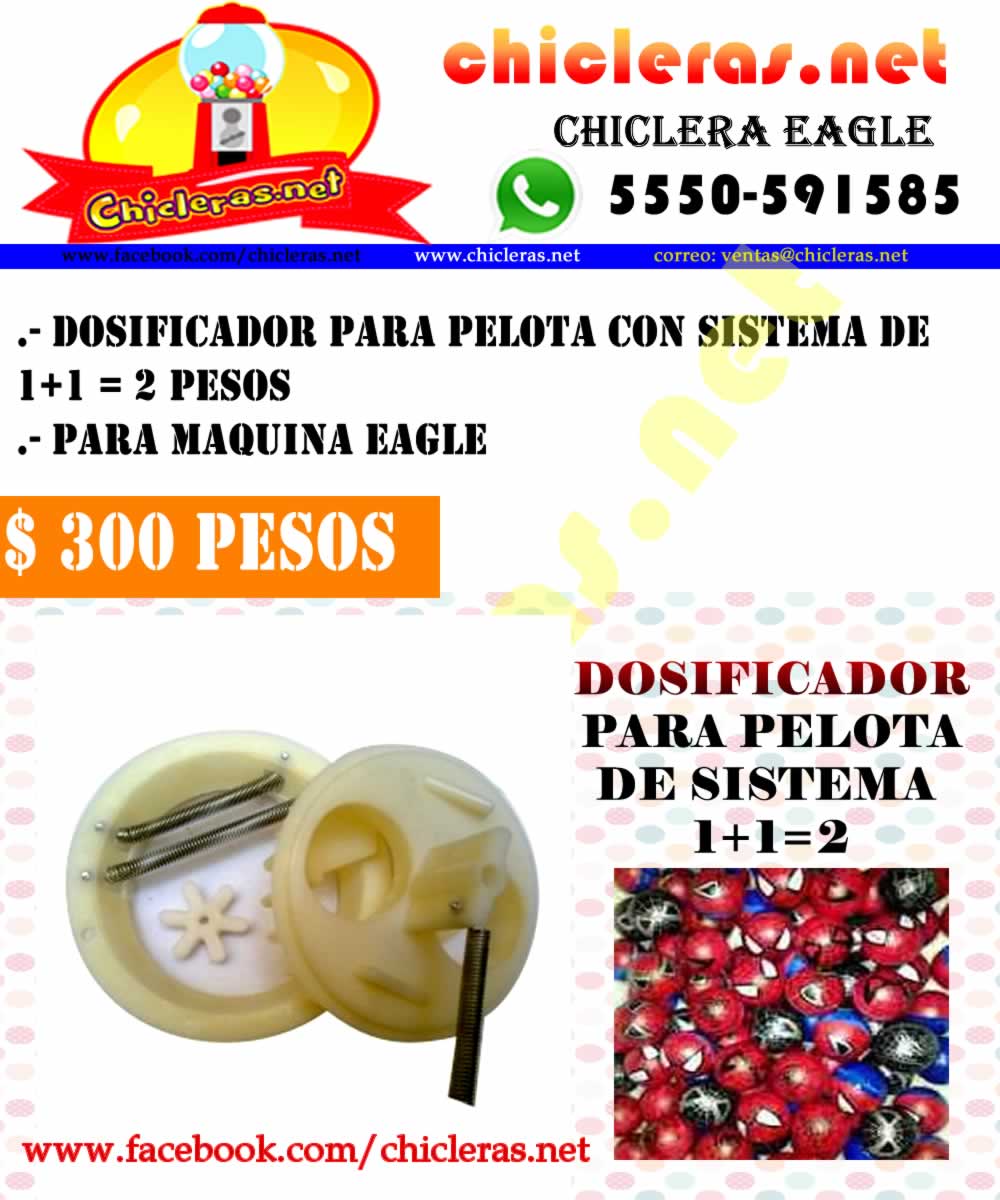 chicleras.net
CHICLERA EAGLE
Chicleras.net
5550-591585
www.facebook.com/chicleras.net www.chicleras.net correo: ventas@chicleras.net
.- DOSIFICADOR PARA PELOTA CON SISTEMA DE
1+1 = 2 PESOS
.- PARA MAQUINA EAGLE
$ 300 PESOS
s.net
DOSIFICADOR
PARA PELOTA
DE SISTEMA
1+1=2
www.facebook.com/chicleras.net